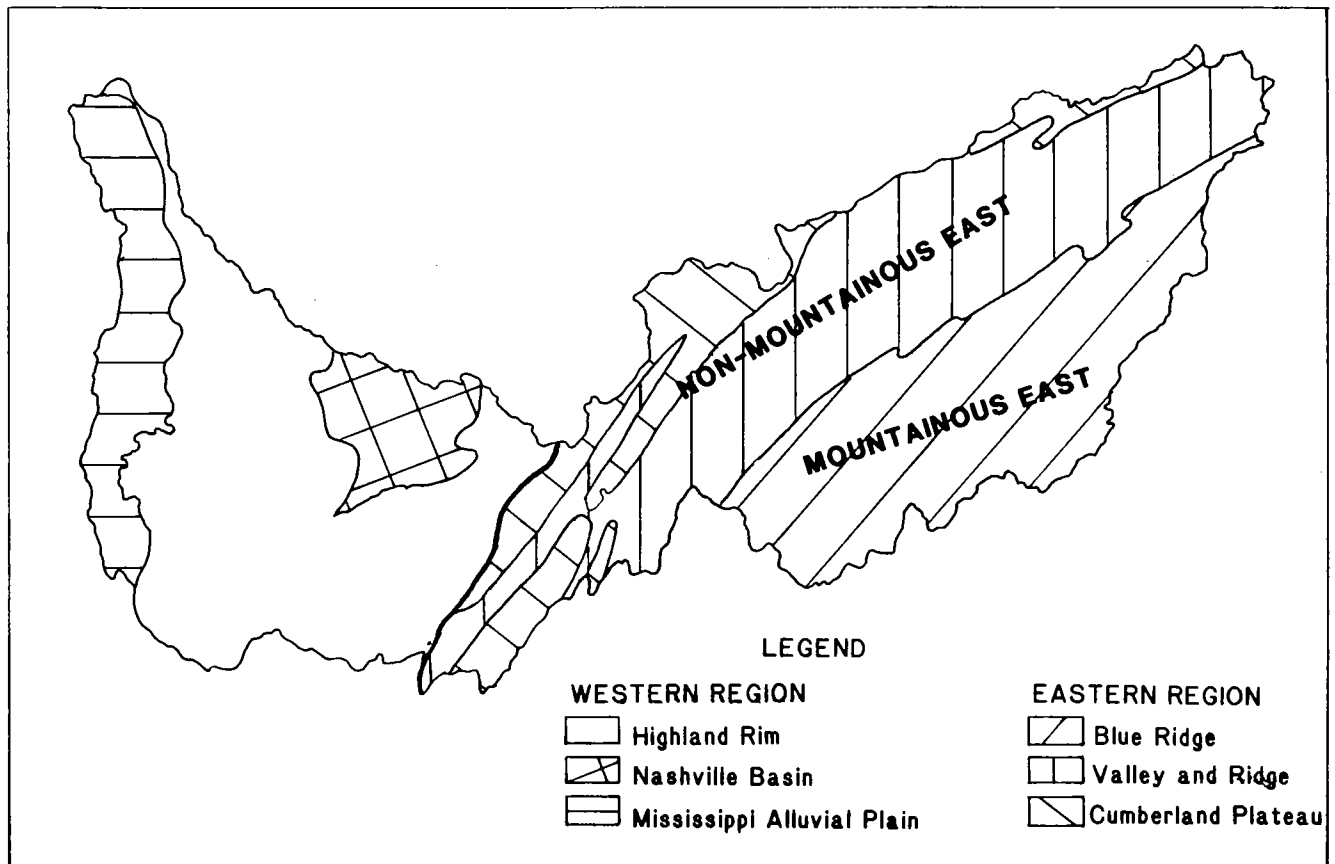 NON-MOUNTAINOUS EAST
MOUNTAINOUS EAST
LEGEND
WESTERN REGION
Highland Rim
Nashville Basin
Mississippi Alluvial Plain
EASTERN REGION
Blue Ridge
Valley and Ridge
Cumberland Plateau